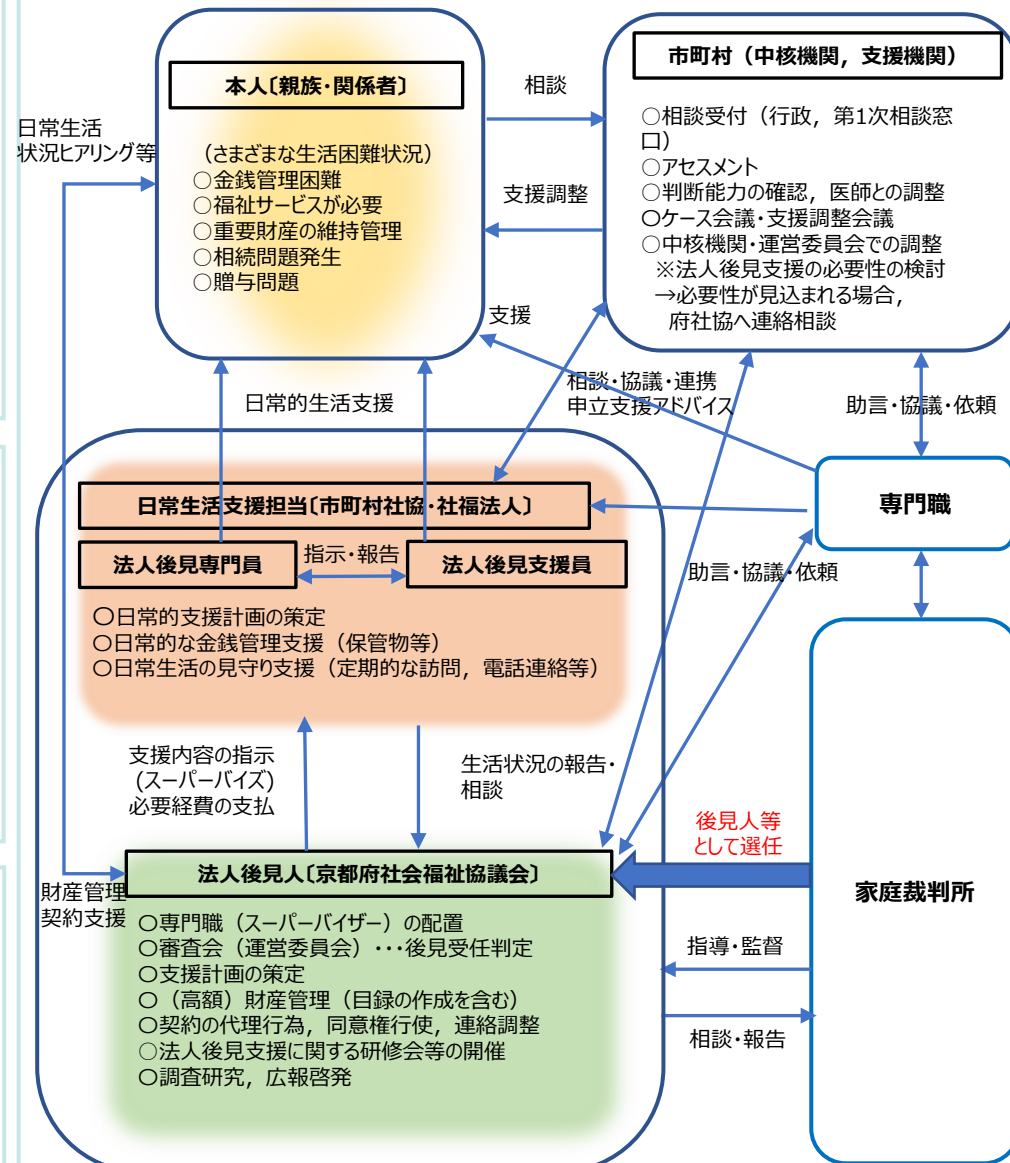 本人〔親族・関係者〕
(さまざまな生活困難状況)
○金銭管理困難
○福祉サービスが必要
○重要財産の維持管理
○相続問題発生
○贈与問題
相談
支援調整
市町村（中核機関，支援機関）
○相談受付（行政，第1次相談窓
口）
○アセスメント
○判断能力の確認，医師との調整
○ケース会議・支援調整会議
○中核機関・運営委員会での調整
※法人後見支援の必要性の検討
→必要性が見込まれる場合，
府社協へ連絡相談
日常生活
状況ヒアリング等
支援
日常的生活支援
相談・協議・連携
申立支援アドバイス
助言・協議・依頼
日常生活支援担当〔市町村社協・社福法人〕
法人後見専門員
指示・報告
法人後見支援員
○日常的支援計画の策定
○日常的な金銭管理支援（保管物等）
○日常生活の見守り支援（定期的な訪問，電話連絡等）
専門職
助言・協議・依頼
支援内容の指示
(スーパーバイズ)
必要経費の支払
生活状況の報告・
相談
後見人等
として選任
家庭裁判所
財産管理
契約支援
法人後見人〔京都府社会福祉協議会〕
○専門職（スーパーバイザー）の配置
○審査会（運営委員会）・・・後見受任判定
○支援計画の策定
○（高額）財産管理（目録の作成を含む）
○契約の代理行為，同意権行使，連絡調整
○法人後見支援に関する研修会等の開催
○調査研究，広報啓発
指導・監督
相談・報告